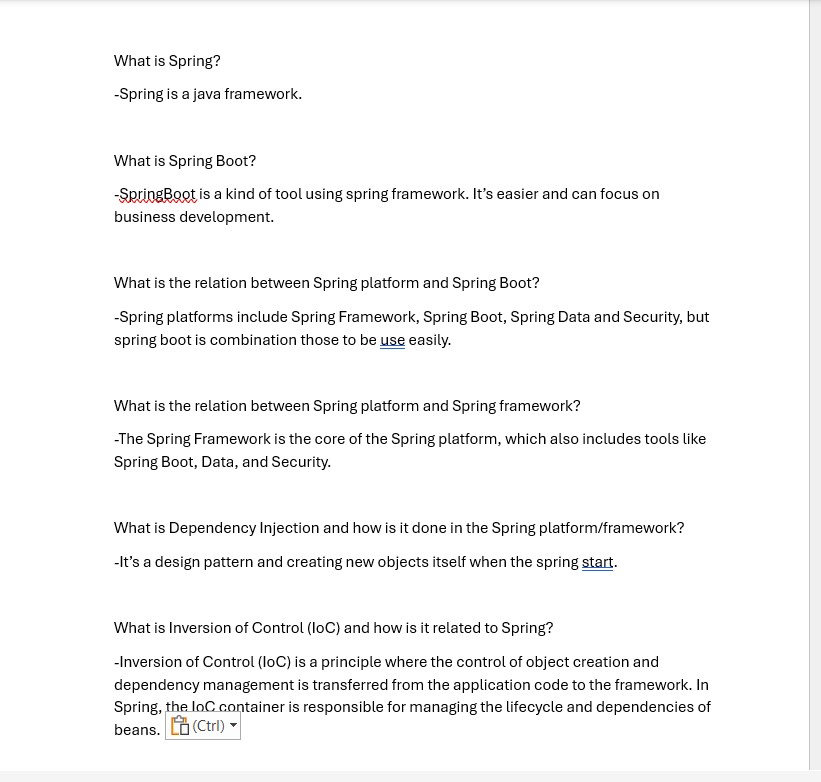 What is Spring?
-Spring is a java framework.
What is Spring Boot?
-SpringBoot is a kind of tool using spring framework. It’s easier and can focus on
business development.
What is the relation between Spring platform and Spring Boot?
-Spring platforms include Spring Framework, Spring Boot, Spring Data and Security, but
spring boot is combination those to be use easily.
What is the relation between Spring platform and Spring framework?
-The Spring Framework is the core of the Spring platform, which also includes tools like
Spring Boot, Data, and Security.
What is Dependency Injection and how is it done in the Spring platform/framework?
-It’s a design pattern and creating new objects itself when the spring start.
What is Inversion of Control (IoC) and how is it related to Spring?
-Inversion of Control (IoC) is a principle where the control of object creation and
dependency management is transferred from the application code to the framework. In
Spring, the IoC container is responsible for managing the lifecycle and dependencies of
beans. (Ctrl)